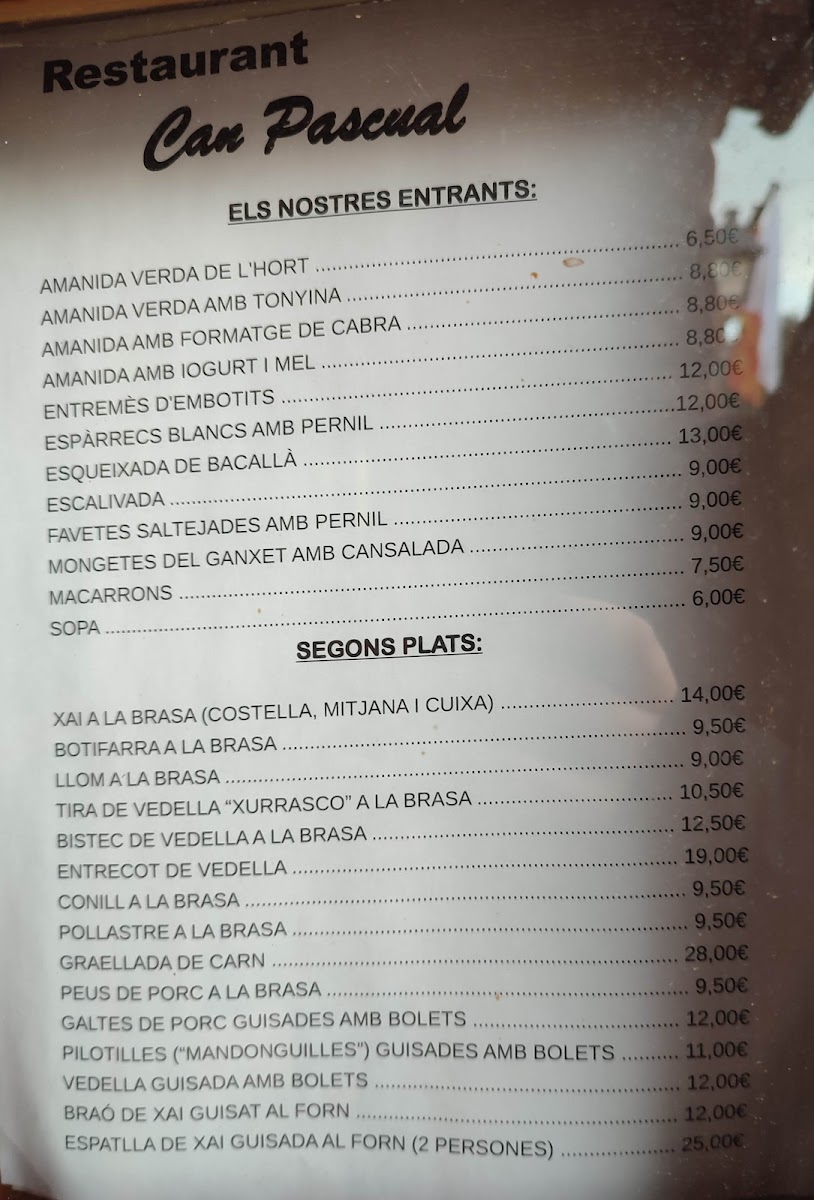 Restaurant
Can Pascual
ELS NOSTRES ENTRANTS:
AMANIDA VERDA DE L'HORT ........ 6,50€
AMANIDA VERDA AMB TONYINA ........ 8,80€
AMANIDA AMB FORMATGE DE CABRA ........ 8,80€
AMANIDA AMB IOGURT I MEL ........ 8,80€
ENTREMÈS D'EMBOTITS ........ 12,00€
ESPÀRRECS BLANCS AMB PERNIL ........ 12,00€
ESQUEIXADA DE BACALLÀ ........ 13,00€
ESCALIVADA ........ 9,00€
FAVETES SALTEJADES AMB PERNIL ........ 9,00€
MONGETES DEL GANXET AMB CANSALADA ........ 9,00€
MACARRONS ........ 7,50€
SOPA ........ 6,00€
SEGONS PLATS:
XAI A LA BRASA (COSTELLA, MITJANA I CUIXA) ........ 14,00€
BOTIFARRA A LA BRASA ........ 9,50€
LLOM A LA BRASA ........ 9,00€
TIRA DE VEDELLA “XURRASCO” A LA BRASA ........ 10,50€
BISTEC DE VEDELLA A LA BRASA ........ 12,50€
ENTRECOT DE VEDELLA ........ 19,00€
CONILL A LA BRASA ........ 9,50€
POLLASTRE A LA BRASA ........ 9,50€
GRAELLADA DE CARN ........ 28,00€
PEUS DE PORC A LA BRASA ........ 9,50€
GALTES DE PORC GUISADES AMB BOLETS ........ 12,00€
PILOTILLES (“MANDONGUILLES”) GUISADES AMB BOLETS ........ 11,00€
VEDELLA GUISADA AMB BOLETS ........ 12,00€
BRAÓ DE XAI GUISAT AL FORN ........ 12,00€
ESPATLLA DE XAI GUISADA AL FORN (2 PERSONES) ........ 25,00€